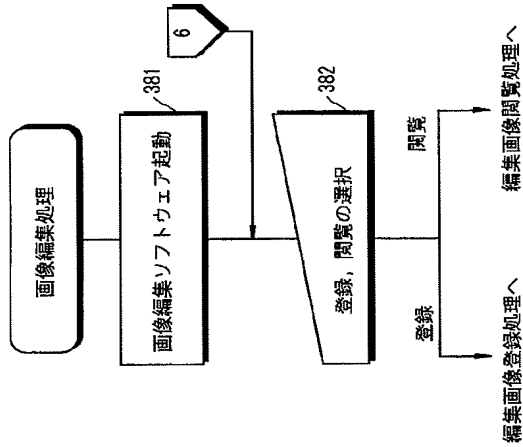 画像編集処理
画像編集ソフトウェア起動
381
6
登録，閲覧の選択
382
登録
閲覧
編集画像登録処理へ
編集画像閲覧処理へ